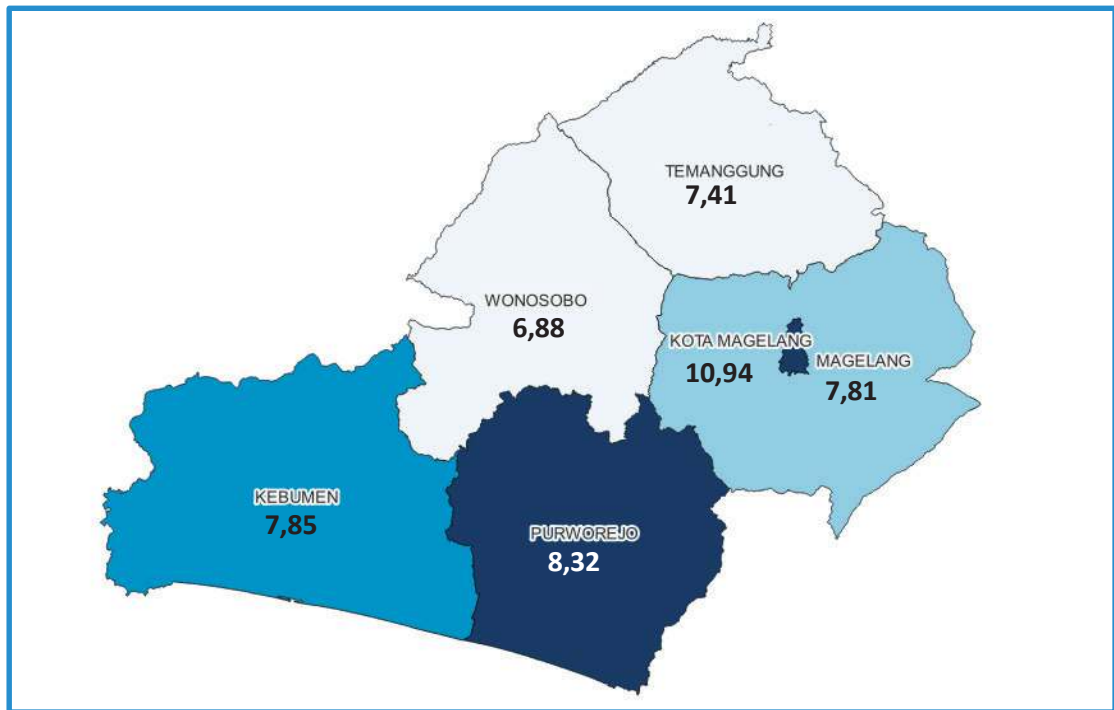 TEMANGGUNG
7,41
WONOSOBO
6,88
KOTA MAGELANG
10,94
MAGELANG
7,81
KEBUMEN
7,85
PURWOREJO
8,32